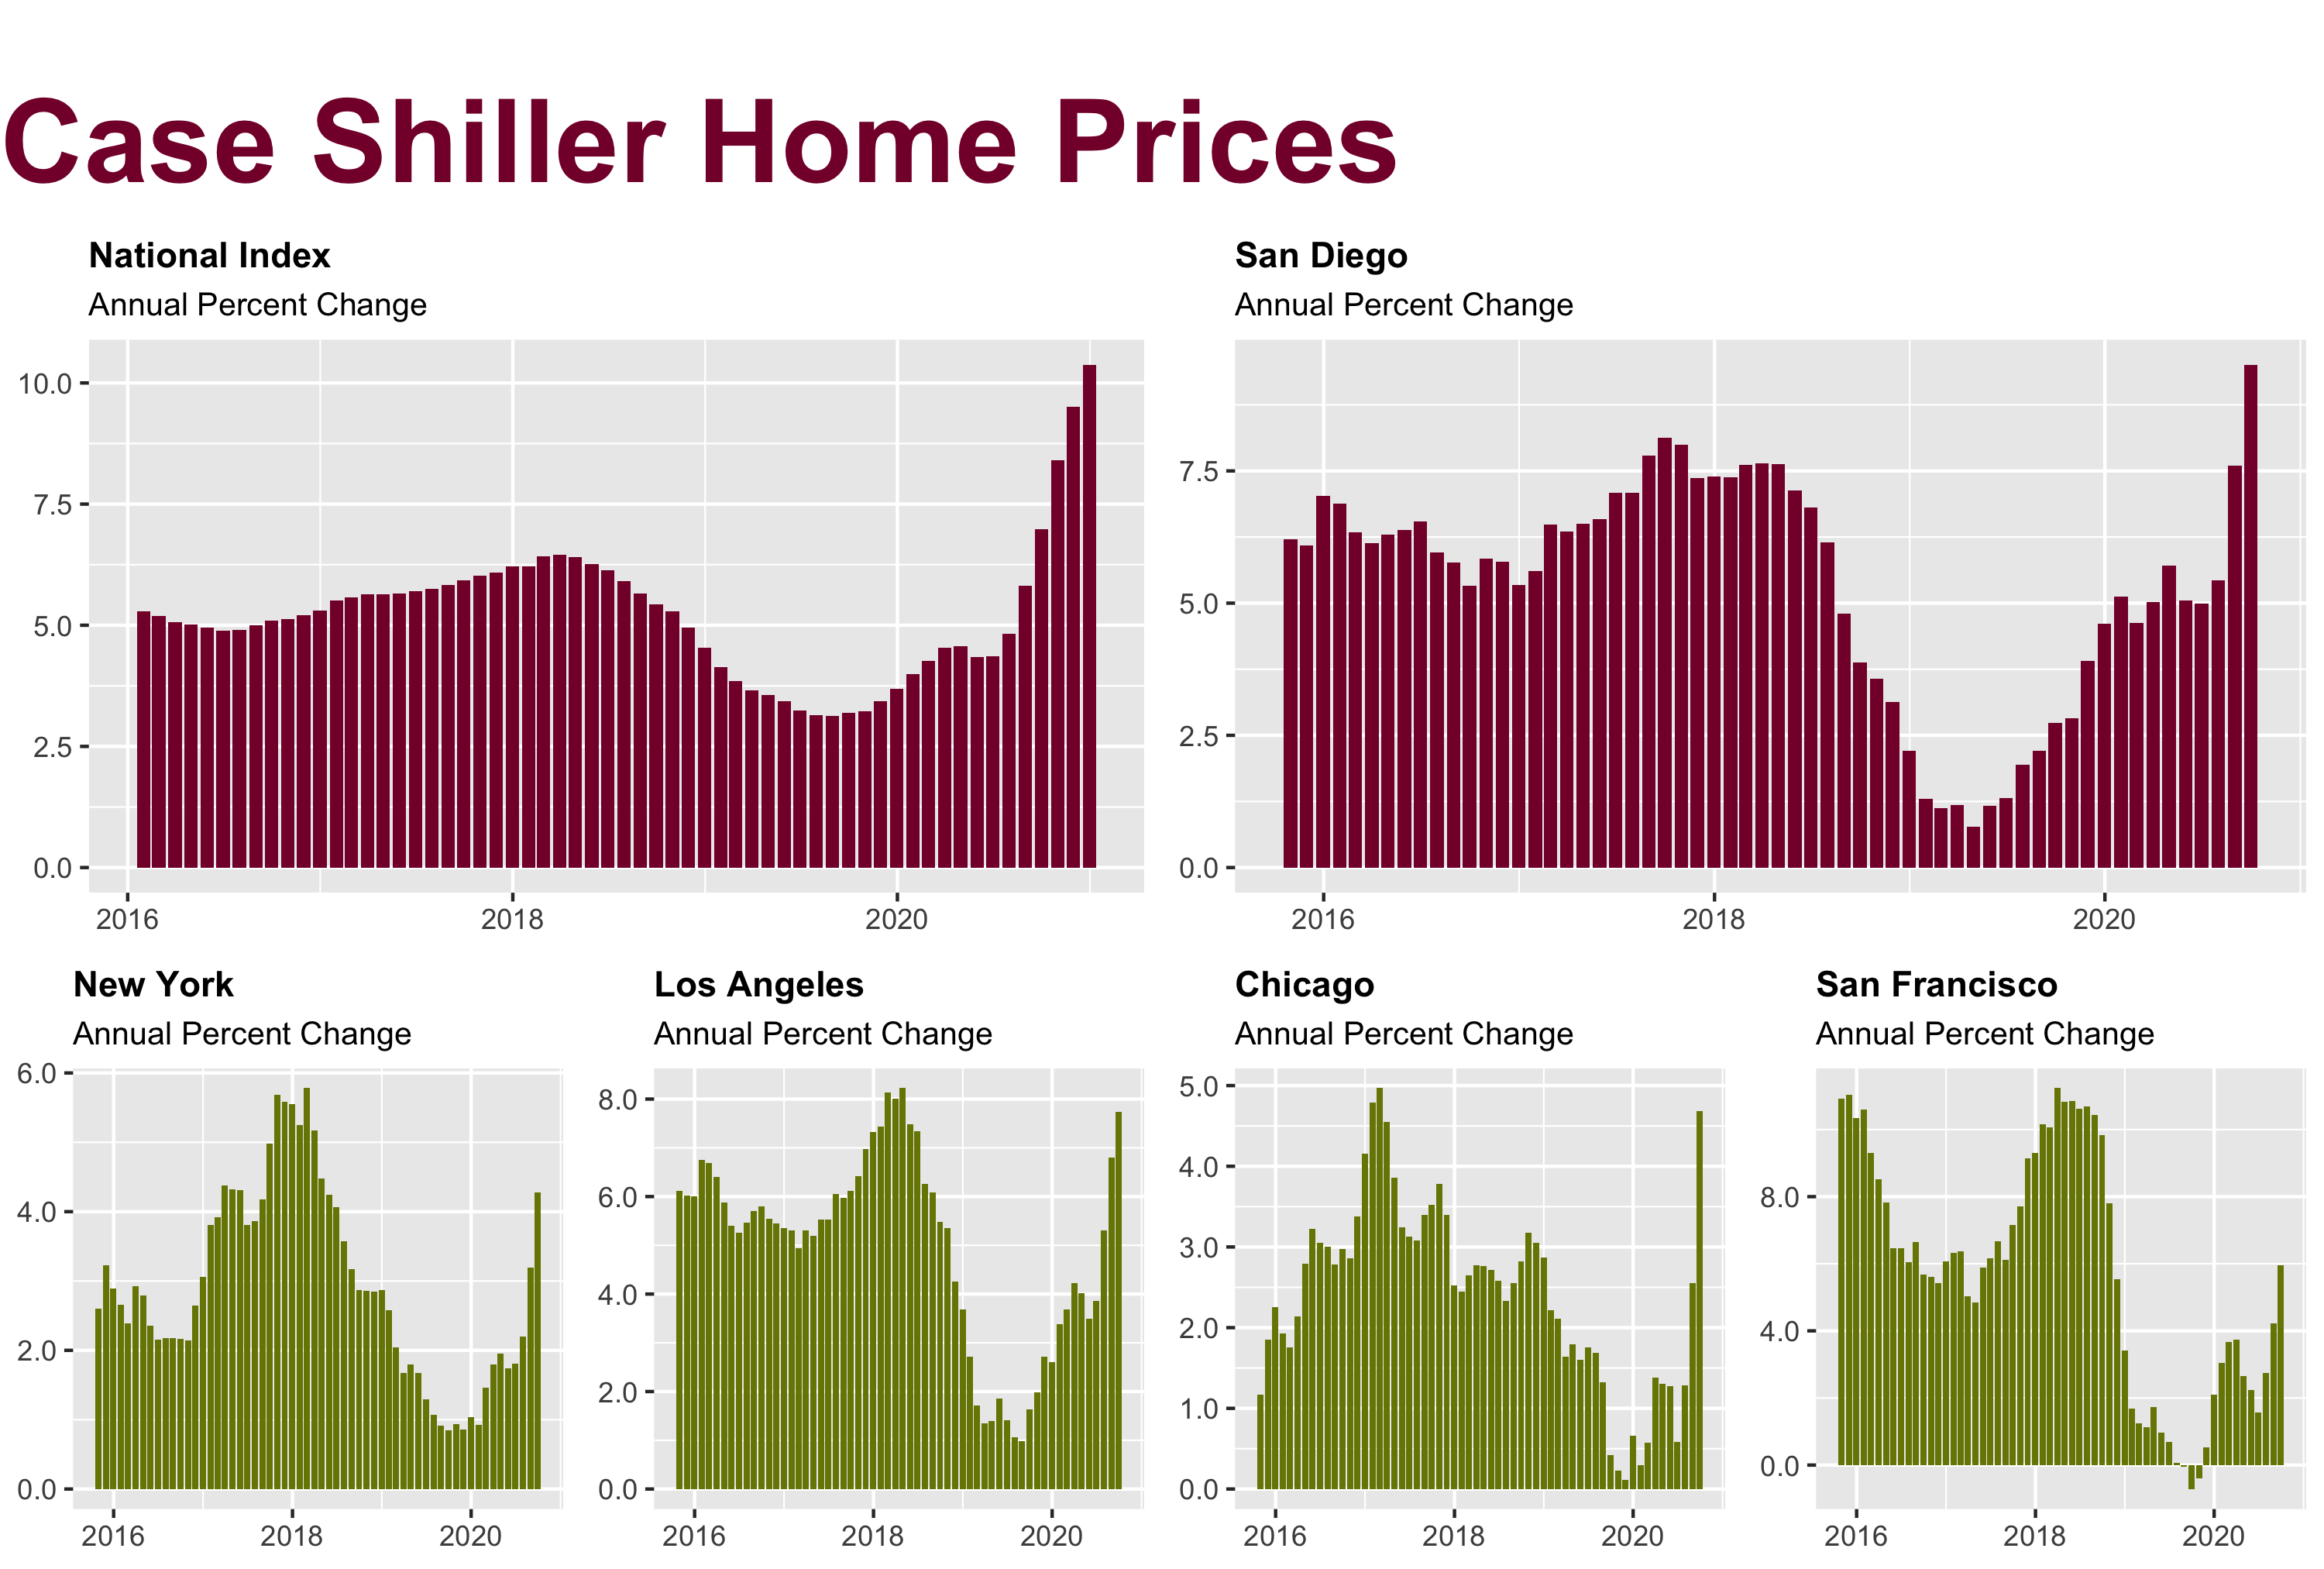 Case Shiller Home Prices
National Index
Annual Percent Change
10.0
7.5
5.0
2.5
0.0
2016 2018 2020
San Diego
Annual Percent Change
7.5
5.0
2.5
0.0
2016 2018 2020
New York
Annual Percent Change
6.0
4.0
2.0
0.0
2016 2018 2020
Los Angeles
Annual Percent Change
8.0
6.0
4.0
2.0
0.0
2016 2018 2020
Chicago
Annual Percent Change
5.0
4.0
3.0
2.0
1.0
0.0
2016 2018 2020
San Francisco
Annual Percent Change
8.0
4.0
0.0
2016 2018 2020